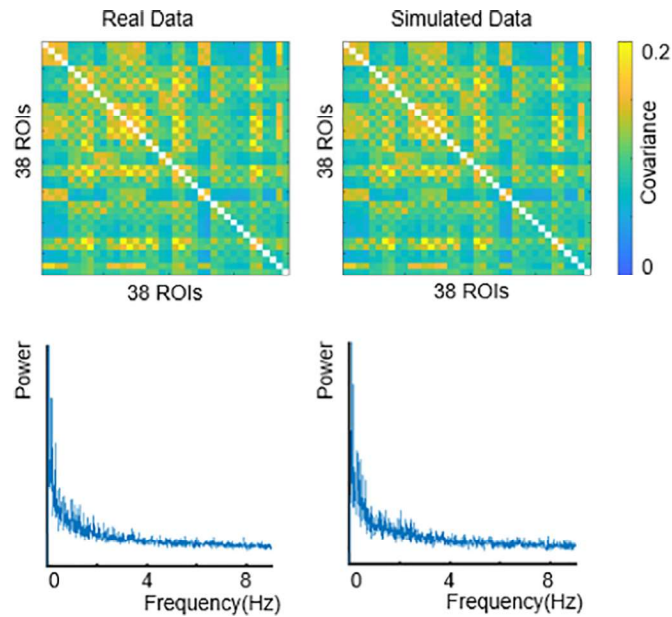 Real Data
Simulated Data
38 ROIs
38 ROIs
38 ROIs
38 ROIs
0.2
Covariance
0
Power
Power
0 4 8
0 4 8
Frequency(Hz)
Frequency(Hz)